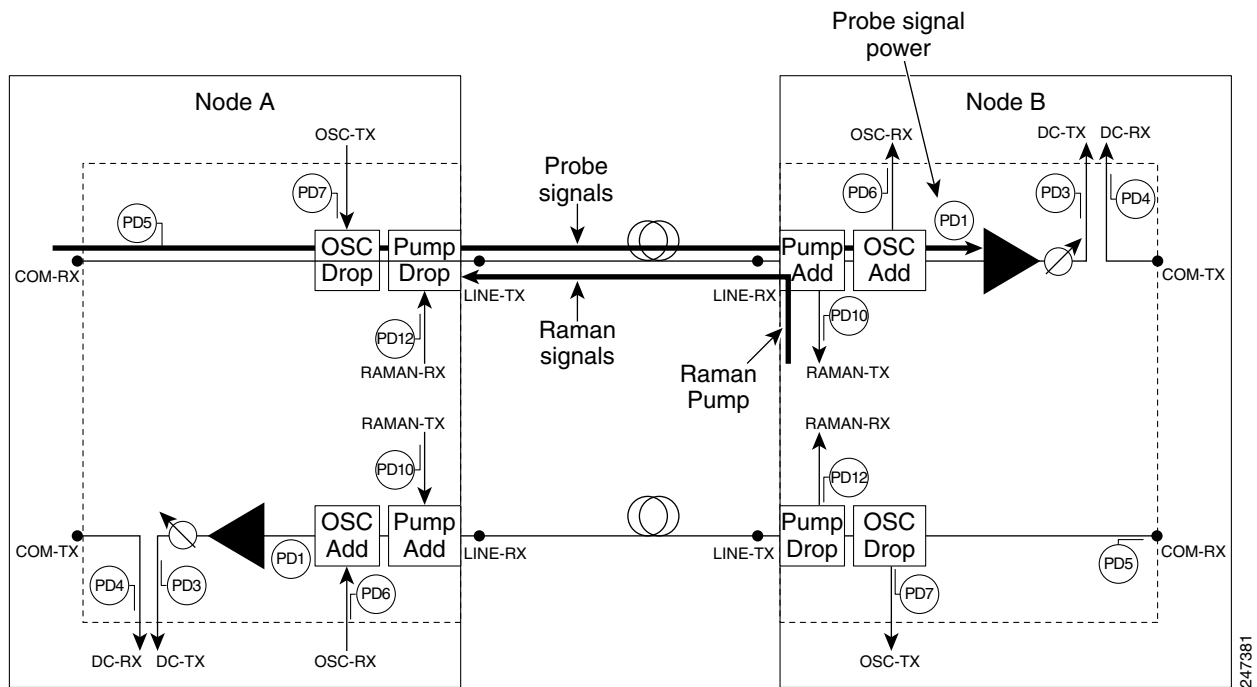 Probe signal
power
Node A
Node B
OSC-TX
OSC-RX
DC-TX
DC-RX
Probe
signals
PD7
PD6
PD3
PD4
PD5
PD1
OSC
Drop
Pump
Drop
Pump
Add
OSC
Add
COM-RX
LINE-TX
LINE-RX
COM-TX
PD12
PD10
Raman
signals
RAMAN-RX
Raman
Pump
RAMAN-TX
RAMAN-TX
RAMAN-RX
PD10
PD12
OSC
Add
Pump
Add
Pump
Drop
OSC
Drop
COM-TX
PD1
LINE-RX
LINE-TX
PD5
COM-RX
PD4
PD3
PD6
PD7
DC-RX
DC-TX
OSC-RX
OSC-TX
247381